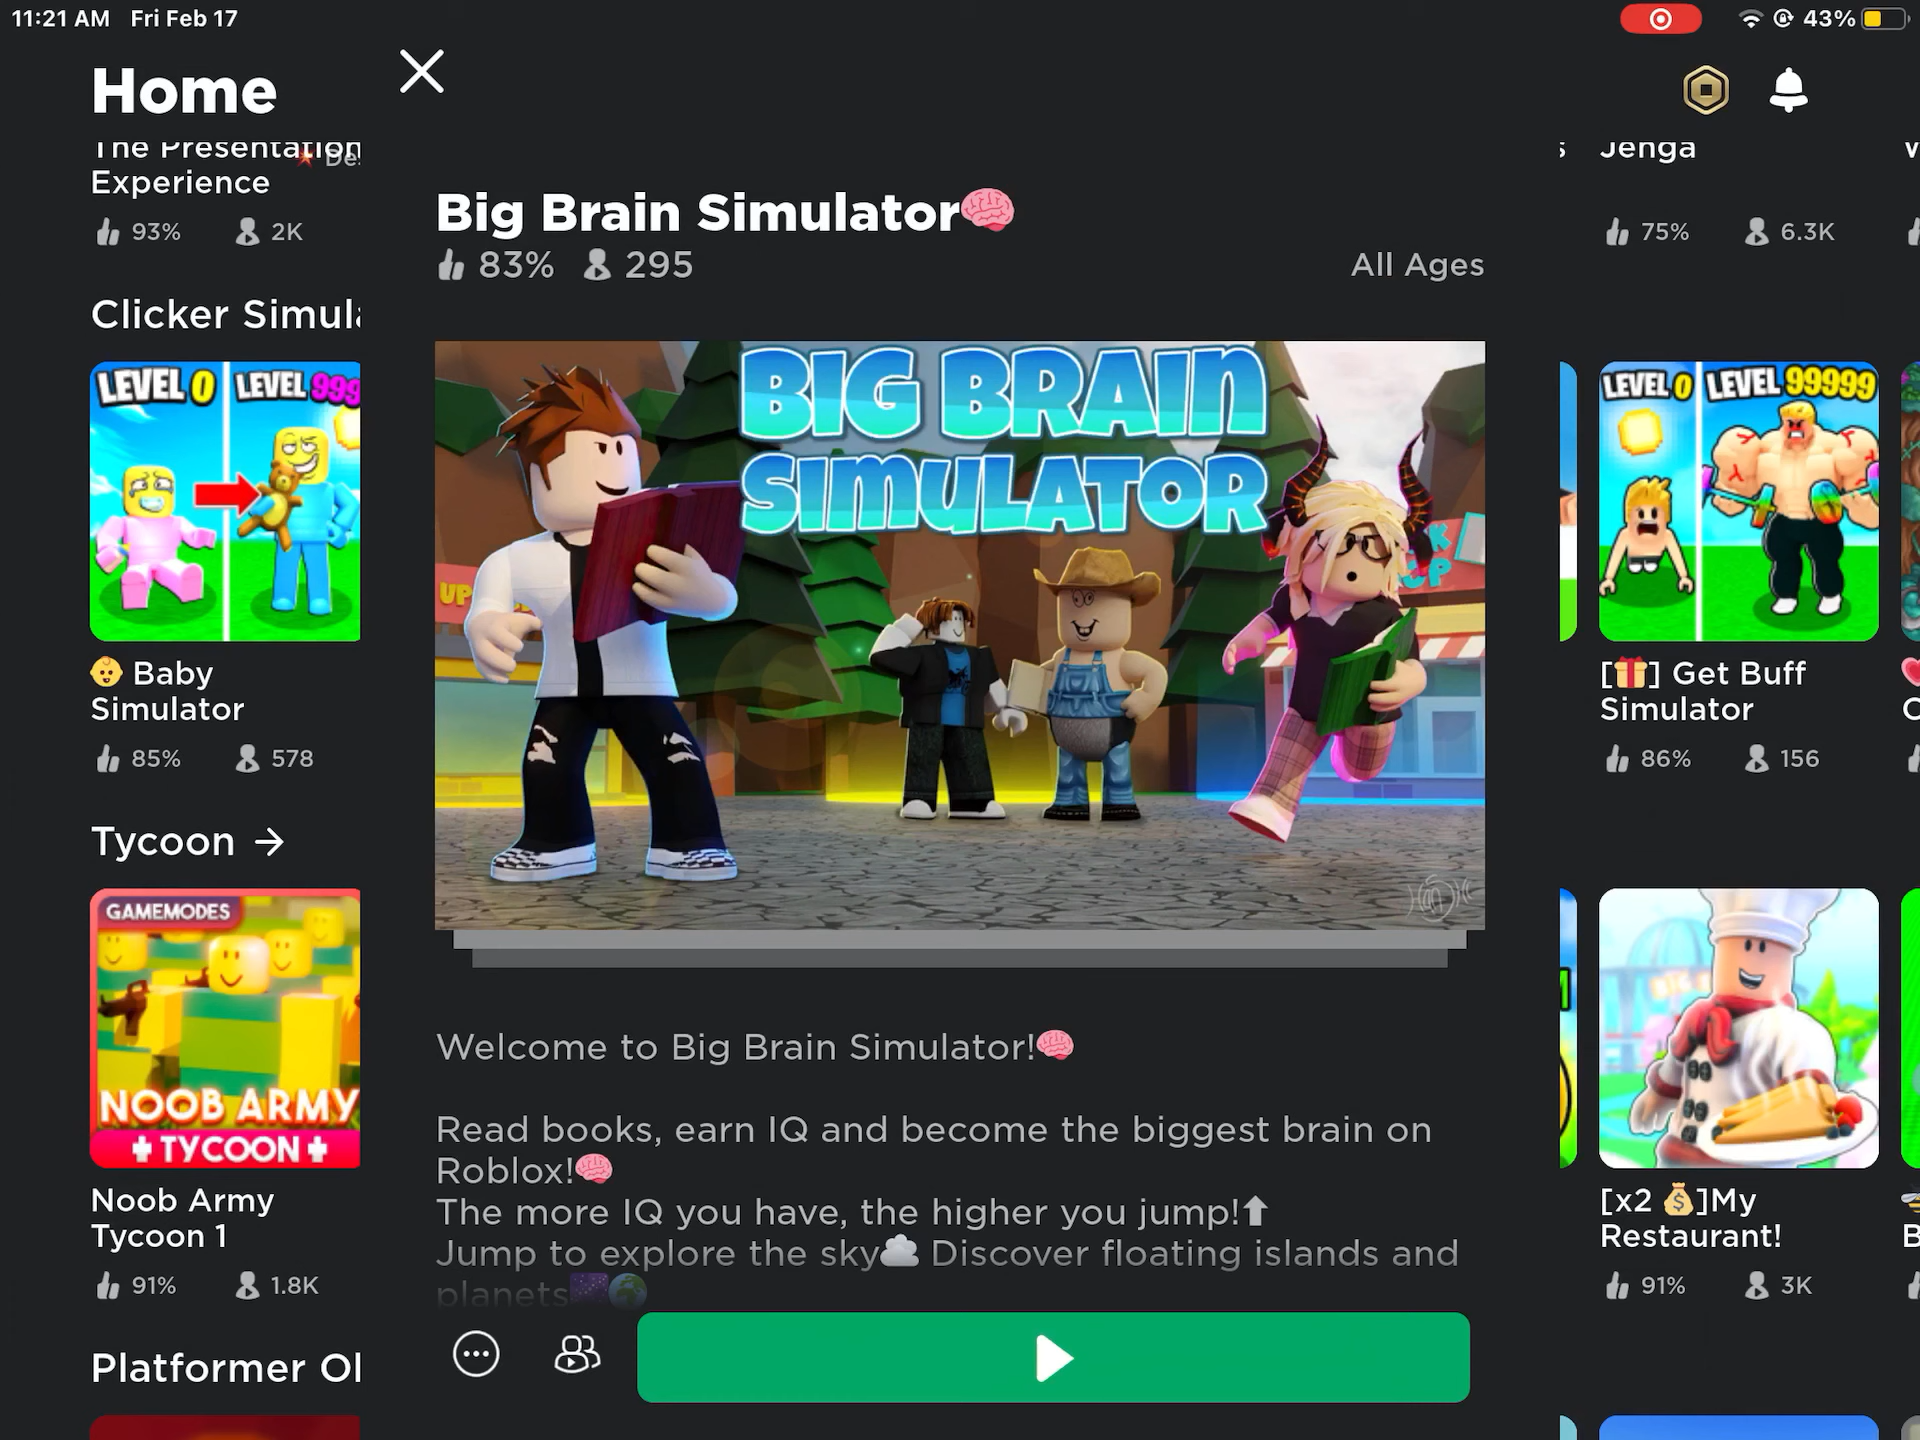 11:21 AM Fri Feb 17
43%
Home
The Presentation
Experience
93% 2K
Clicker Simul
LEVEL 0 LEVEL 999
Baby
Simulator
85% 578
Tycoon →
GAMEMODES
NOOB ARMY
TYCOON
Noob Army
Tycoon 1
91% 1.8K
Platformer
Big Brain Simulator🧠
83% 295
All Ages
BIG BRAIN
SIMULATOR
UP
Welcome to Big Brain Simulator!🧠
Read books, earn IQ and become the biggest brain on
Roblox!🧠
The more IQ you have, the higher you jump!⬆
Jump to explore the sky☁ Discover floating islands and
planets🌌🌍
Jenga
75% 6.3K
LEVEL 0 LEVEL 99999
[🎁] Get Buff
Simulator
86% 156
[x2 💰]My
Restaurant!
91% 3K